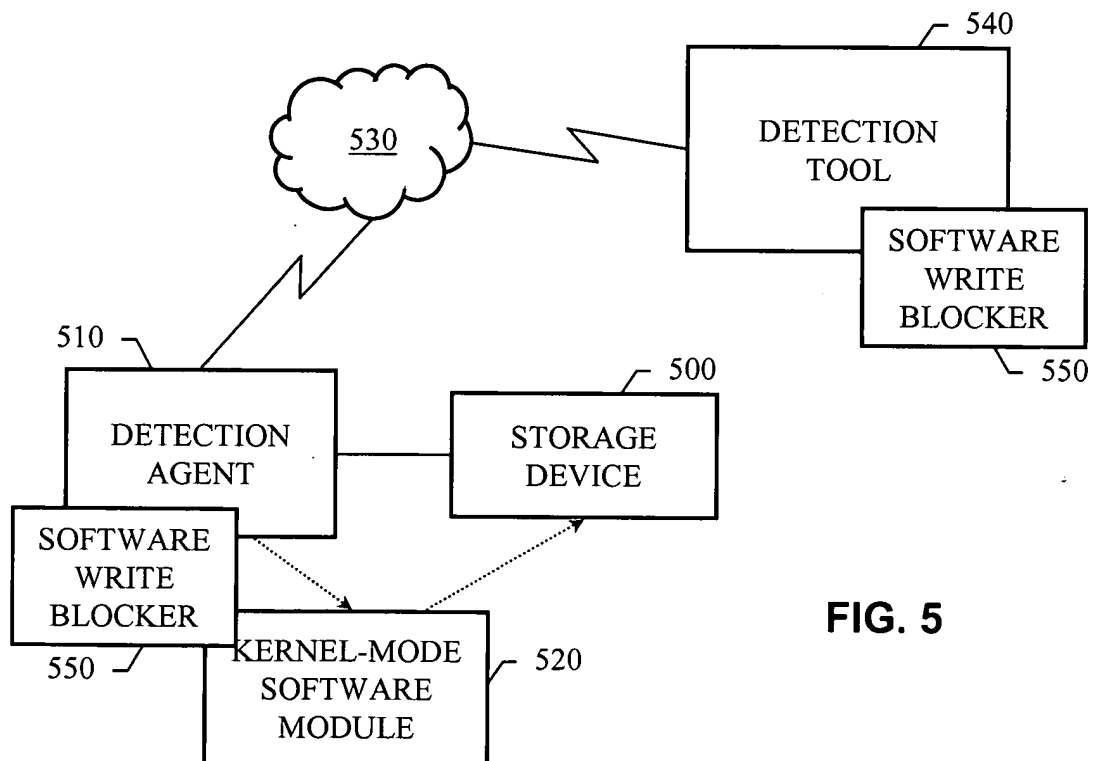 540
530
DETECTION
TOOL
SOFTWARE
WRITE
BLOCKER
550
510
500
DETECTION
AGENT
STORAGE
DEVICE
SOFTWARE
WRITE
BLOCKER
550
KERNEL-MODE
SOFTWARE
MODULE
520
FIG. 5